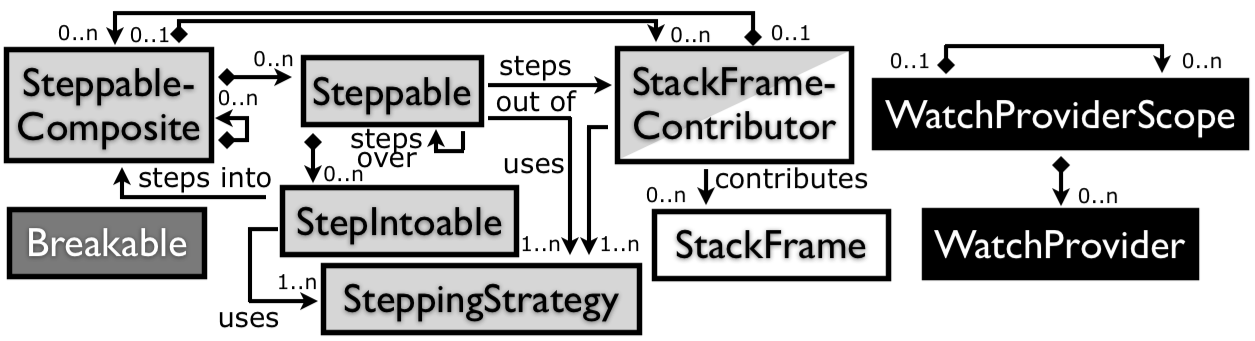 0..n
0..1
0..n
0..1
Steppable-
Composite
0..n
0..n
Steppable
steps
out of
StackFrame-
Contributor
0..1
0..n
WatchProviderScope
steps
over
uses
steps into
0..n
contributes
0..n
0..n
Breakable
StepIntoable
1..n
1..n
StackFrame
WatchProvider
1..n
SteppingStrategy
uses